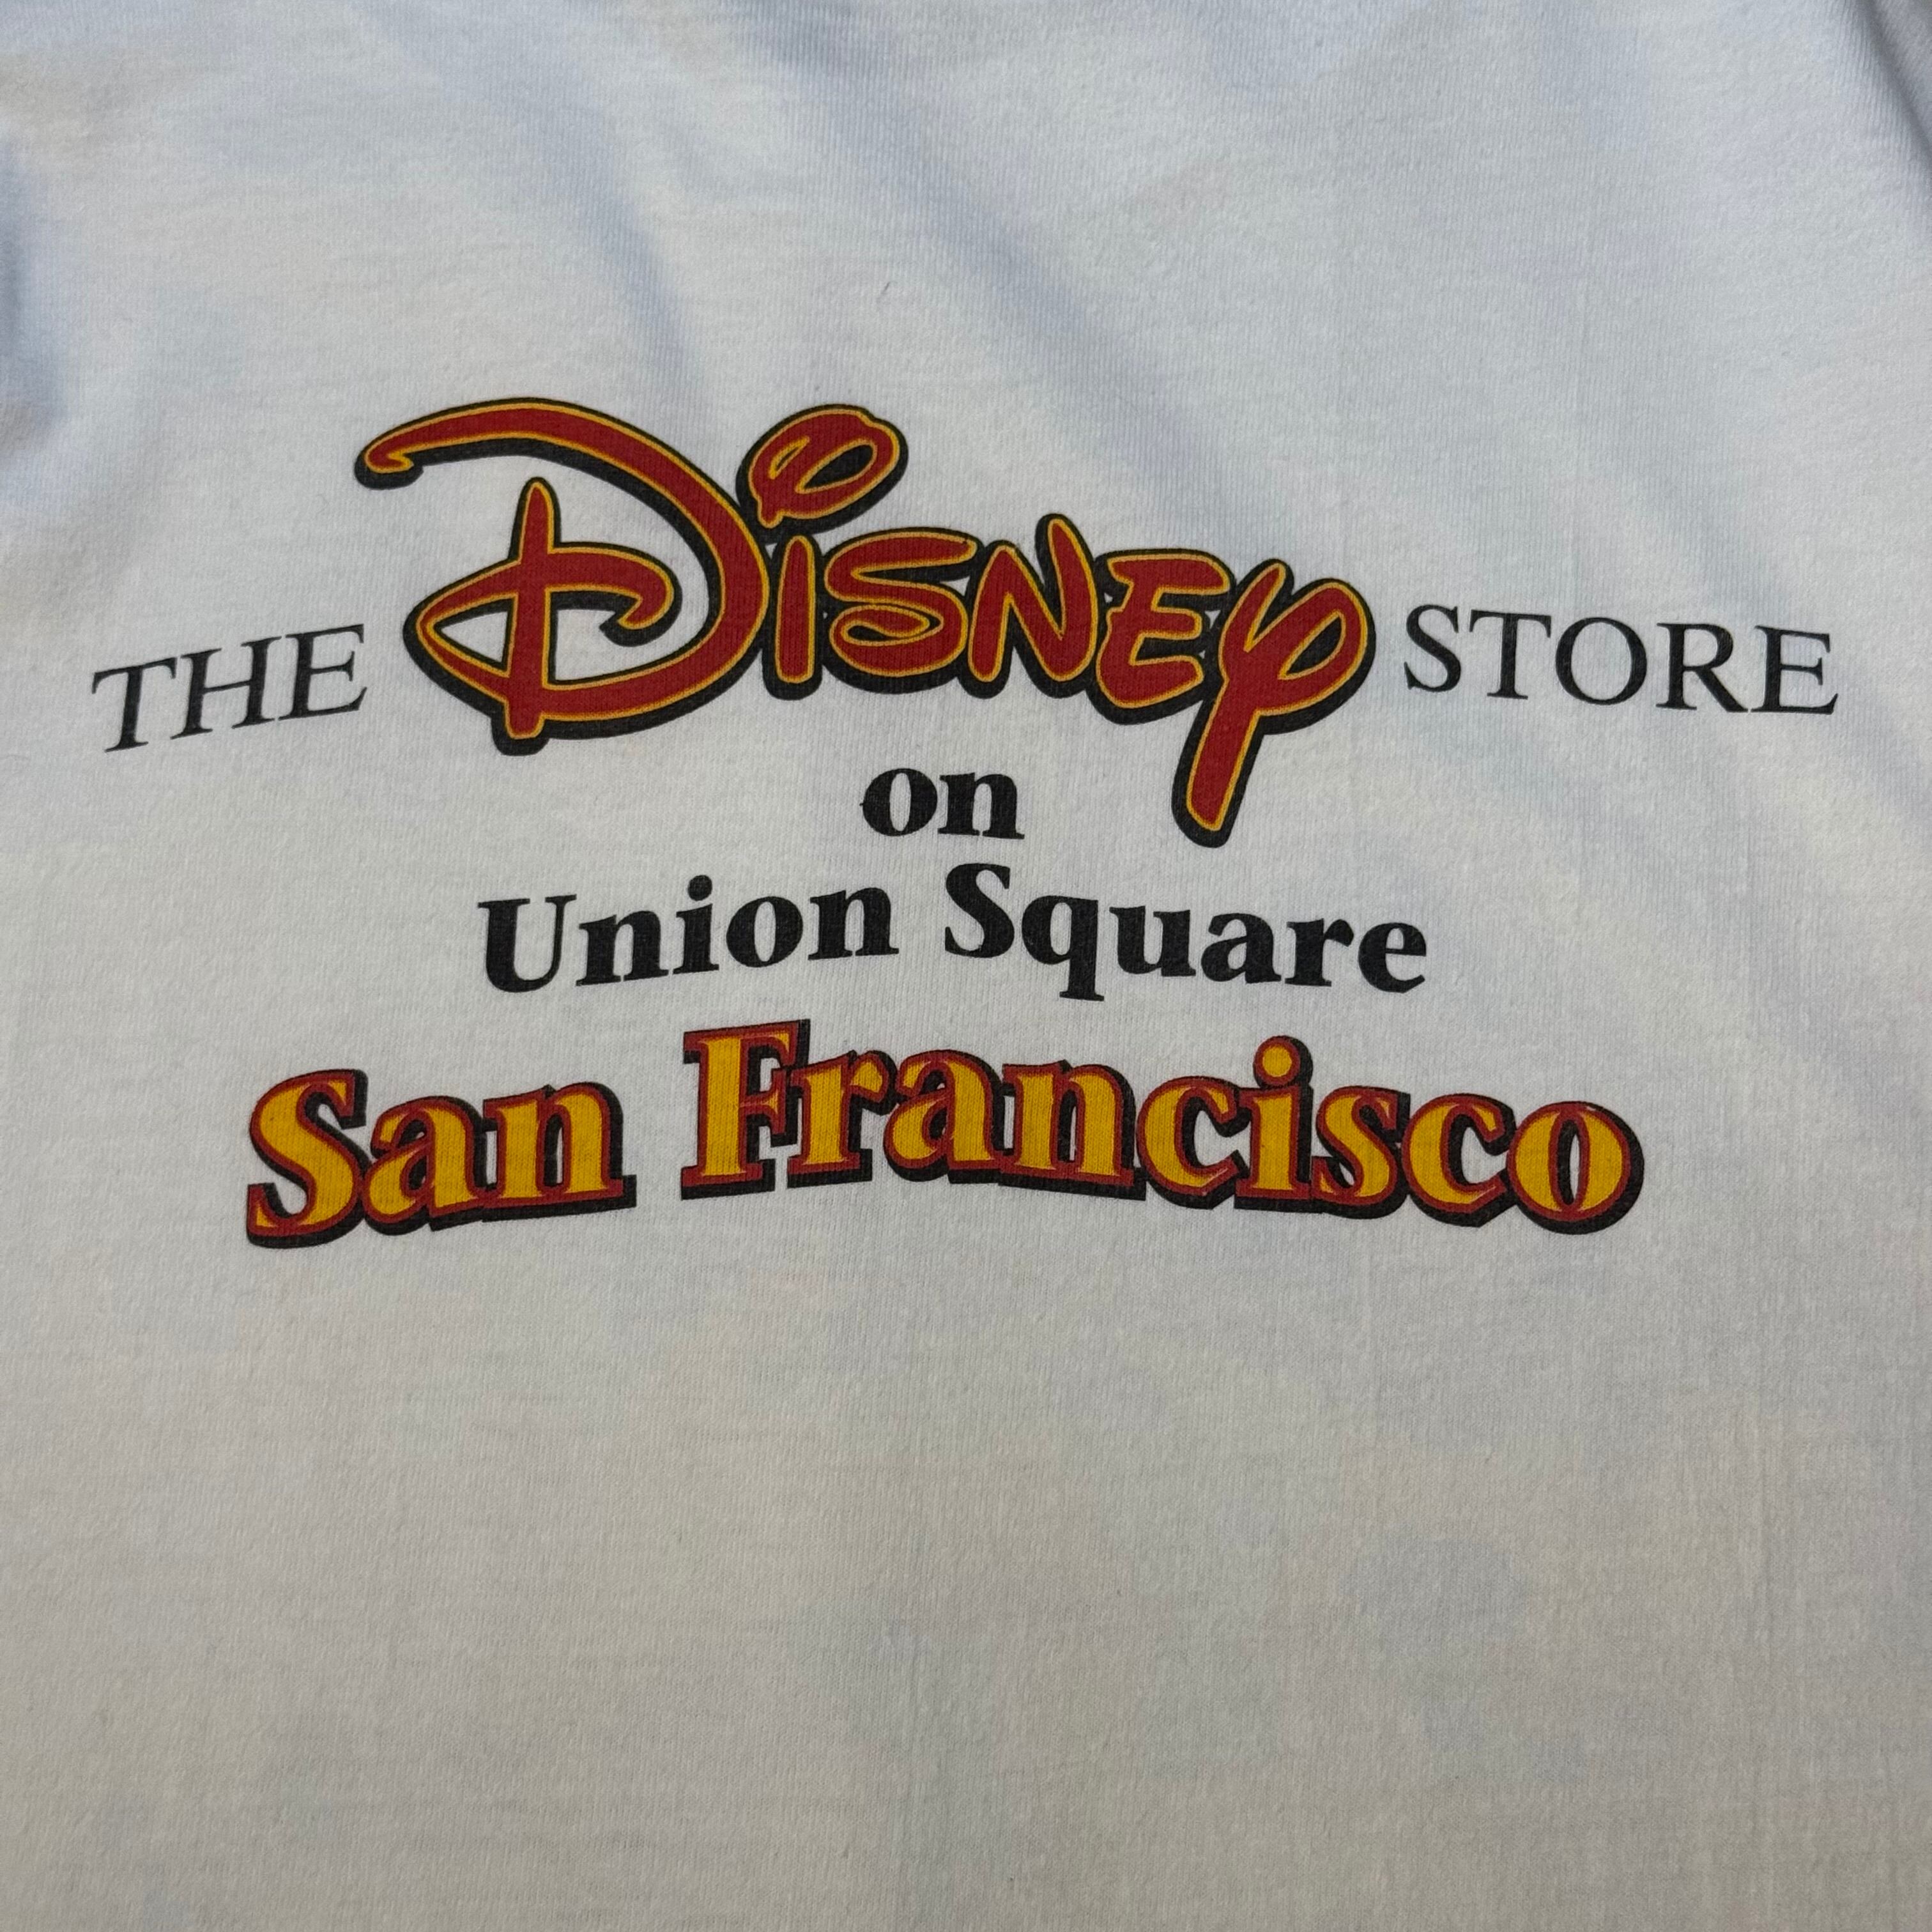 THE Disney STORE
on
Union Square
San Francisco